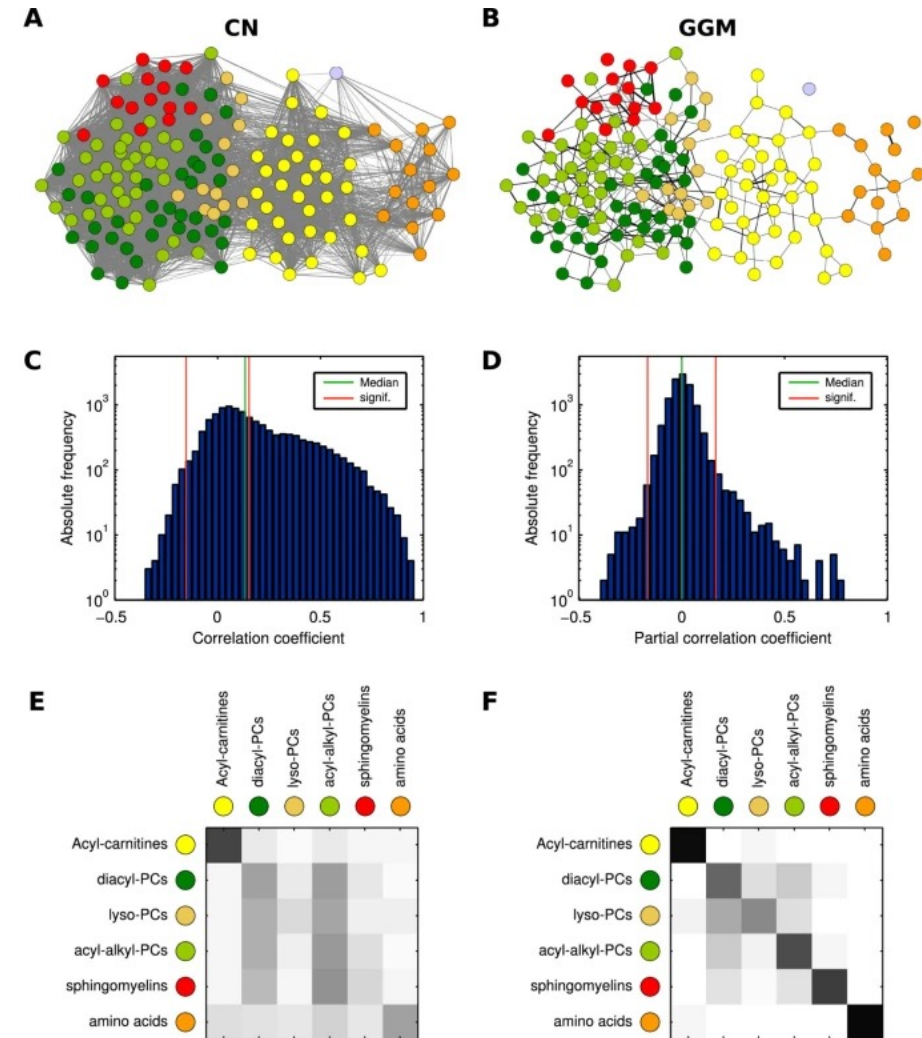 A
CN
B
GGM
C
Median
signif.
Absolute frequency
10^3
10^2
10^1
10^0
−0.5
0
0.5
1
Correlation coefficient
D
Median
signif.
Absolute frequency
10^3
10^2
10^1
10^0
−0.5
0
0.5
1
Partial correlation coefficient
E
Acyl-carnitines
diacyl-PCs
lyso-PCs
acyl-alkyl-PCs
sphingomyelins
amino acids
Acyl-carnitines
diacyl-PCs
lyso-PCs
acyl-alkyl-PCs
sphingomyelins
amino acids
F
Acyl-carnitines
diacyl-PCs
lyso-PCs
acyl-alkyl-PCs
sphingomyelins
amino acids
Acyl-carnitines
diacyl-PCs
lyso-PCs
acyl-alkyl-PCs
sphingomyelins
amino acids